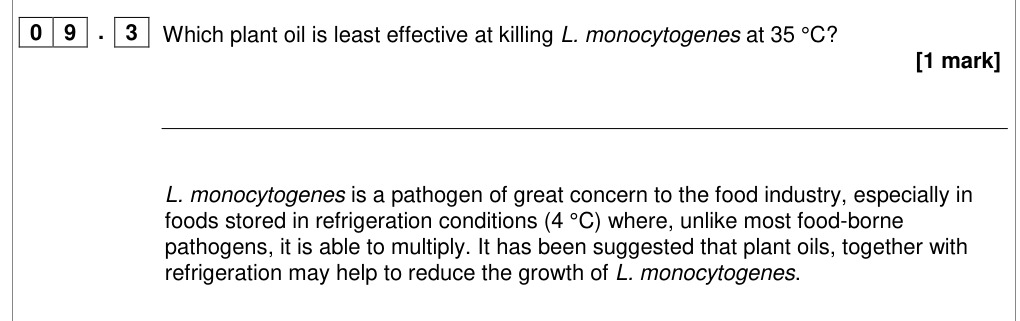 09.3 Which plant oil is least effective at killing L. monocytogenes at 35 °C?
[1 mark]
L. monocytogenes is a pathogen of great concern to the food industry, especially in
foods stored in refrigeration conditions (4 °C) where, unlike most food-borne
pathogens, it is able to multiply. It has been suggested that plant oils, together with
refrigeration may help to reduce the growth of L. monocytogenes.